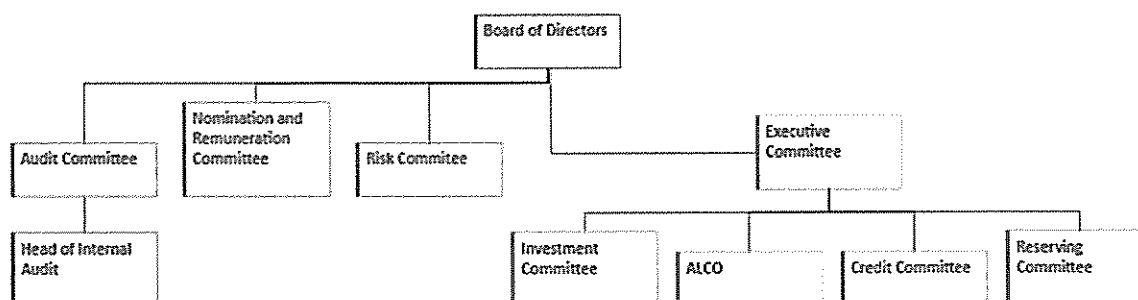 Board of Directors
Nomination and
Remuneration
Committee
Audit Committee
Risk Commitee
Executive
Committee
Head of Internal
Audit
Investment
Committee
ALCO
Credit Committee
Reserving
Committee